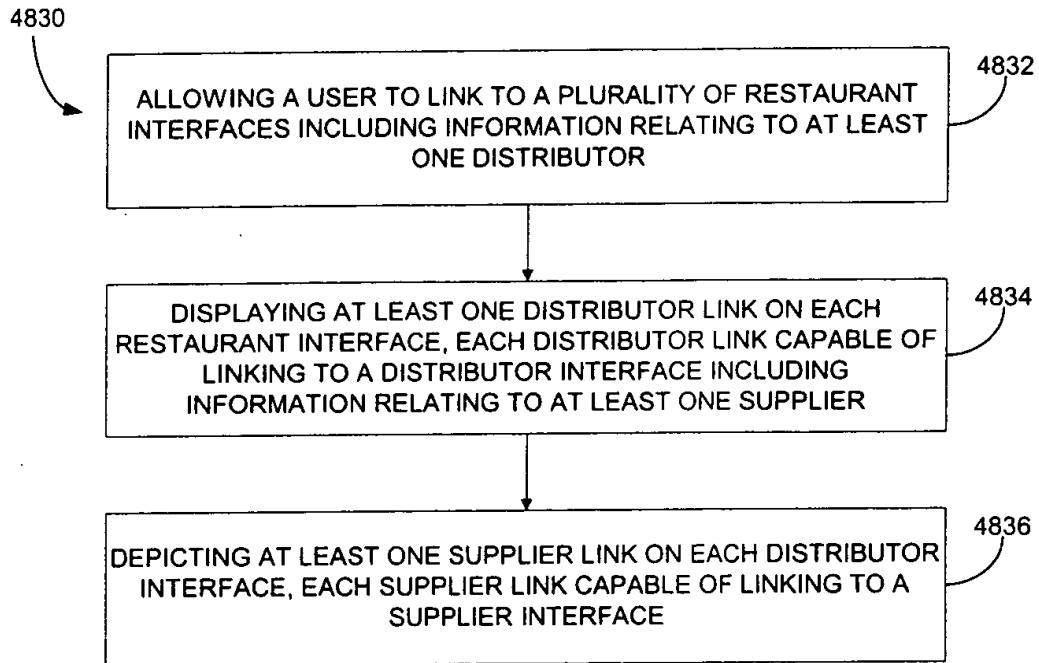 4830
4832
ALLOWING A USER TO LINK TO A PLURALITY OF RESTAURANT
INTERFACES INCLUDING INFORMATION RELATING TO AT LEAST
ONE DISTRIBUTOR
4834
DISPLAYING AT LEAST ONE DISTRIBUTOR LINK ON EACH
RESTAURANT INTERFACE, EACH DISTRIBUTOR LINK CAPABLE OF
LINKING TO A DISTRIBUTOR INTERFACE INCLUDING
INFORMATION RELATING TO AT LEAST ONE SUPPLIER
4836
DEPICTING AT LEAST ONE SUPPLIER LINK ON EACH DISTRIBUTOR
INTERFACE, EACH SUPPLIER LINK CAPABLE OF LINKING TO A
SUPPLIER INTERFACE